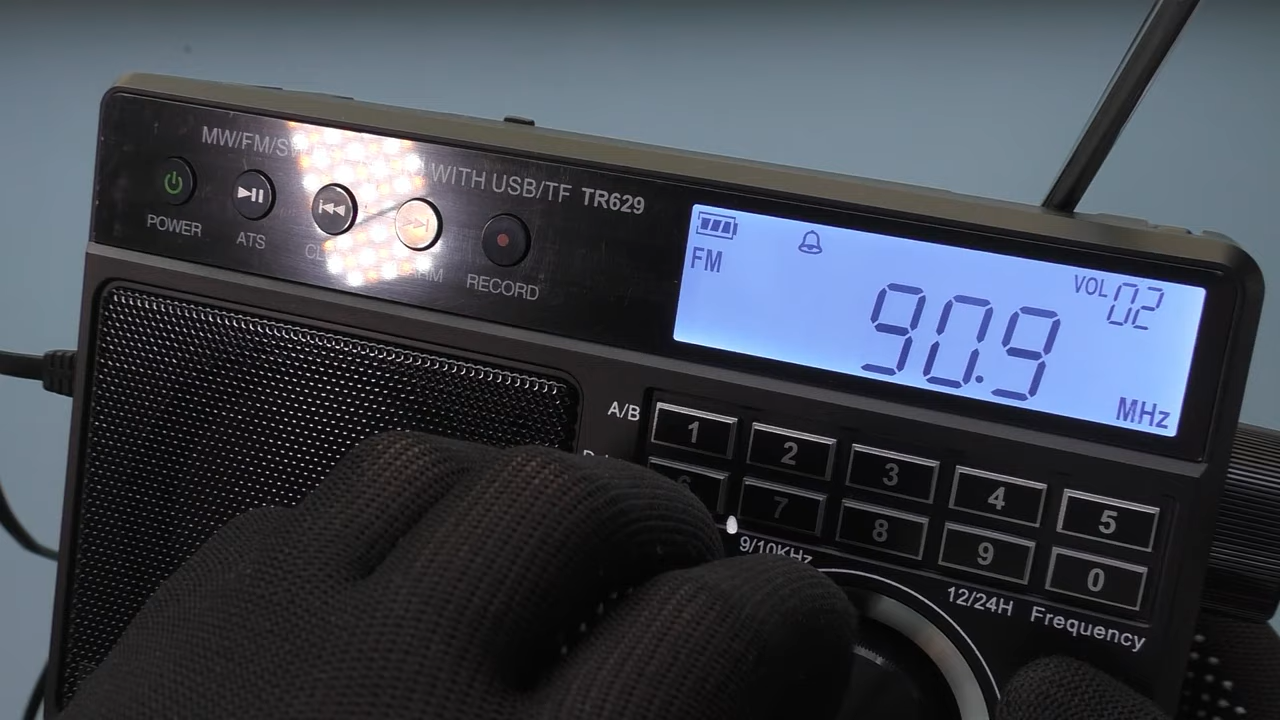 MW/FM/S WITH USB/TF TR629
POWER
ATS
RECORD
FM
VOL 02
90.9
MHz
A/B
1
2
3
4
5
6
7
8
9
0
9/10KHz
12/24H
Frequency